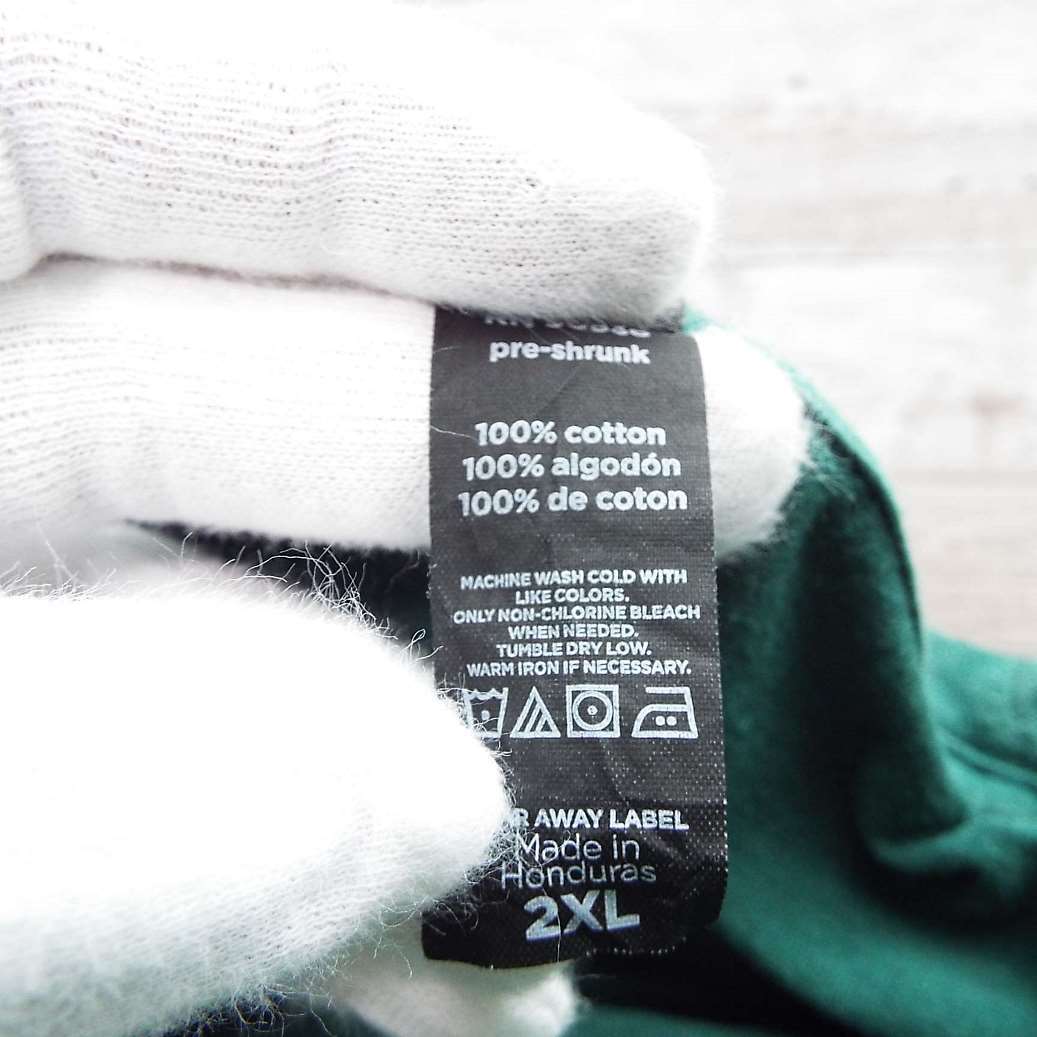 pre-shrunk
100% cotton
100% algodón
100% de coton
MACHINE WASH COLD WITH
LIKE COLORS.
ONLY NON-CHLORINE BLEACH
WHEN NEEDED.
TUMBLE DRY LOW.
WARM IRON IF NECESSARY.
AWAY LABEL
Made in
Honduras
2XL